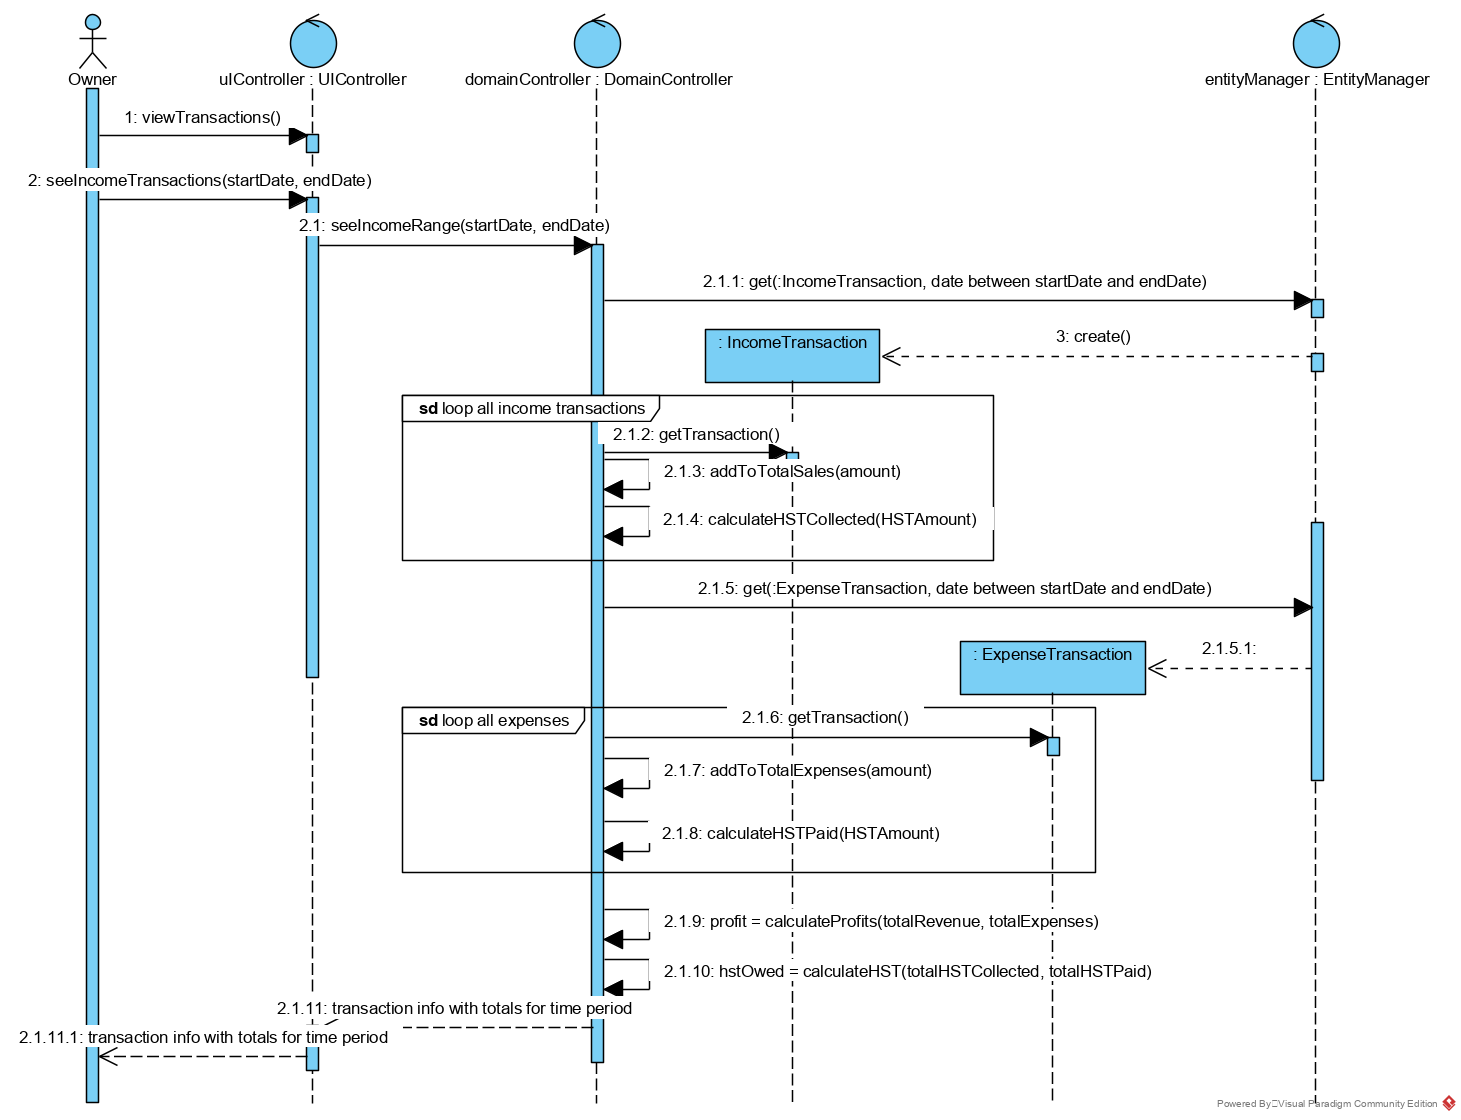 Owner
uIController : UIController
domainController : DomainController
entityManager : EntityManager
1: viewTransactions()
2: seeIncomeTransactions(startDate, endDate)
2.1: seeIncomeRange(startDate, endDate)
2.1.1: get(:IncomeTransaction, date between startDate and endDate)
3: create()
: IncomeTransaction
sd loop all income transactions
2.1.2: getTransaction()
2.1.3: addToTotalSales(amount)
2.1.4: calculateHSTCollected(HSTAmount)
2.1.5: get(:ExpenseTransaction, date between startDate and endDate)
2.1.5.1:
: ExpenseTransaction
sd loop all expenses
2.1.6: getTransaction()
2.1.7: addToTotalExpenses(amount)
2.1.8: calculateHSTPaid(HSTAmount)
2.1.9: profit = calculateProfits(totalRevenue, totalExpenses)
2.1.10: hstOwed = calculateHST(totalHSTCollected, totalHSTPaid)
2.1.11: transaction info with totals for time period
2.1.11.1: transaction info with totals for time period
Powered By Visual Paradigm Community Edition